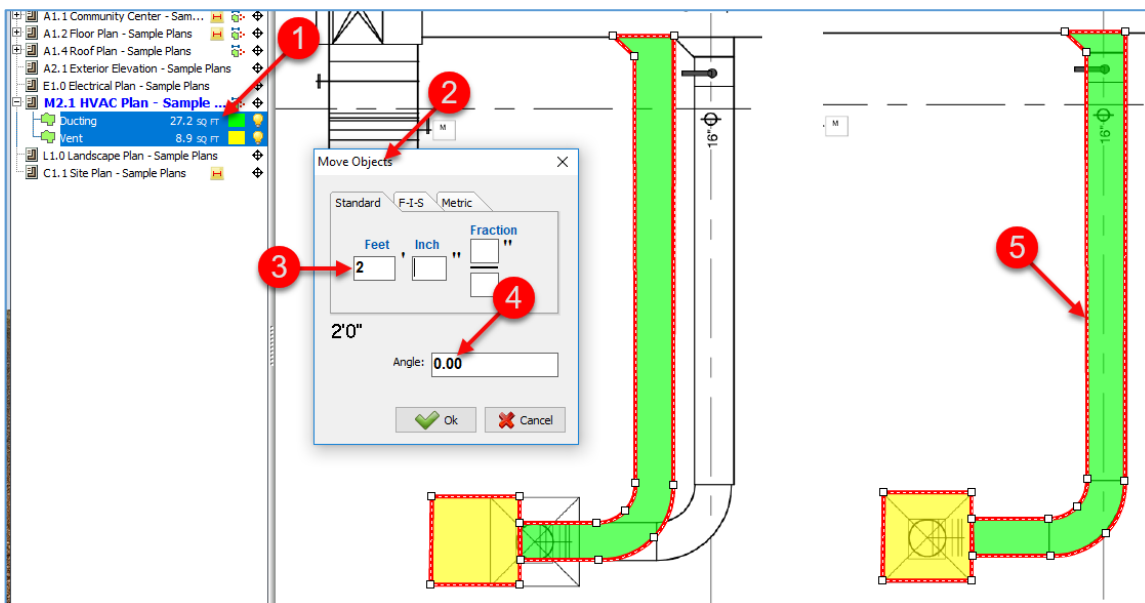 A1.1 Community Center - Sam...
A1.2 Floor Plan - Sample Plans
A1.4 Roof Plan - Sample Plans
A2.1 Exterior Elevation - Sample Plans
E1.0 Electrical Plan - Sample Plans
M2.1 HVAC Plan - Sample ...
Ducting 27.2 SQ FT
Vent 8.9 SQ FT
L1.0 Landscape Plan - Sample Plans
C1.1 Site Plan - Sample Plans
1
2
Move Objects
Standard F-I-S Metric
Fraction
Feet Inch "
2 ' "
3
4
2'0"
Angle: 0.00
Ok Cancel
M
16"
M
16"
5